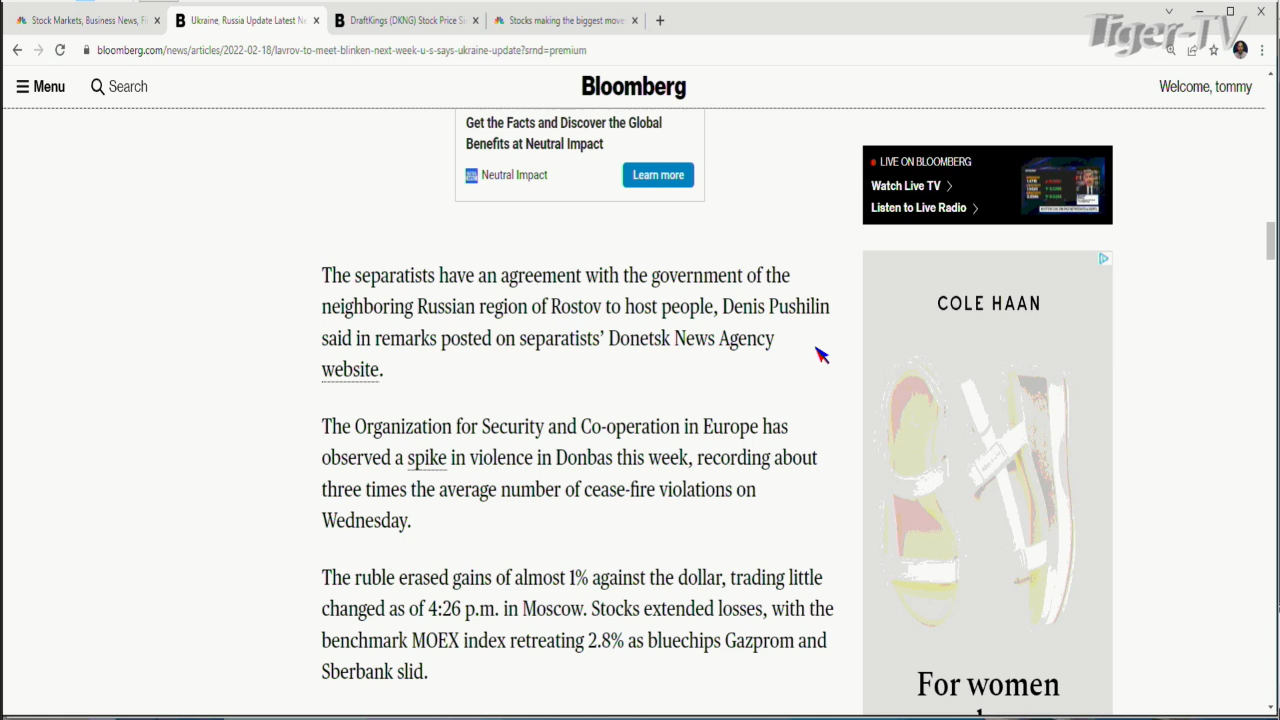 Stock Markets, Business News, Fi
Ukraine, Russia Update Latest Ne
DraftKings (DKNG) Stock Price Si
Stocks making the biggest move
Tiger-TV
bloomberg.com/news/articles/2022-02-18/lavrov-to-meet-blinken-next-week-u-s-says-ukraine-update?srnd=premium
Menu
Search
Bloomberg
Welcome, tommy
Get the Facts and Discover the Global
Benefits at Neutral Impact
Neutral Impact
Learn more
LIVE ON BLOOMBERG
Watch Live TV
Listen to Live Radio
The separatists have an agreement with the government of the
neighboring Russian region of Rostov to host people, Denis Pushilin
said in remarks posted on separatists’ Donetsk News Agency
website.
The Organization for Security and Co-operation in Europe has
observed a spike in violence in Donbas this week, recording about
three times the average number of cease-fire violations on
Wednesday.
The ruble erased gains of almost 1% against the dollar, trading little
changed as of 4:26 p.m. in Moscow. Stocks extended losses, with the
benchmark MOEX index retreating 2.8% as bluechips Gazprom and
Sberbank slid.
COLE HAAN
For women